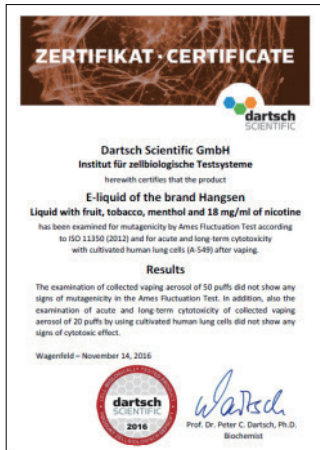 ZERTIFIKAT · CERTIFICATE
dartsch
SCIENTIFIC
Dartsch Scientific GmbH
Institut für zellbiologische Testsysteme
herewith certifies that the product
E-liquid of the brand Hangsen
Liquid with fruit, tobacco, menthol and 18 mg/ml of nicotine
has been examined for mutagenicity by Ames Fluctuation Test according
to ISO 11350 (2012) and for acute and long-term cytotoxicity
with cultivated human lung cells (A-549) after vaping.
Results
The examination of collected vaping aerosol of 50 puffs did not show any
signs of mutagenicity in the Ames Fluctuation Test. In addition, also the
examination of acute and long-term cytotoxicity of collected vaping
aerosol of 20 puffs by using cultivated human lung cells did not show any
signs of cytotoxic effect.
Wagenfeld – November 14, 2016
dartsch
SCIENTIFIC
2016
Prof. Dr. Peter C. Dartsch, Ph.D.
Biochemist